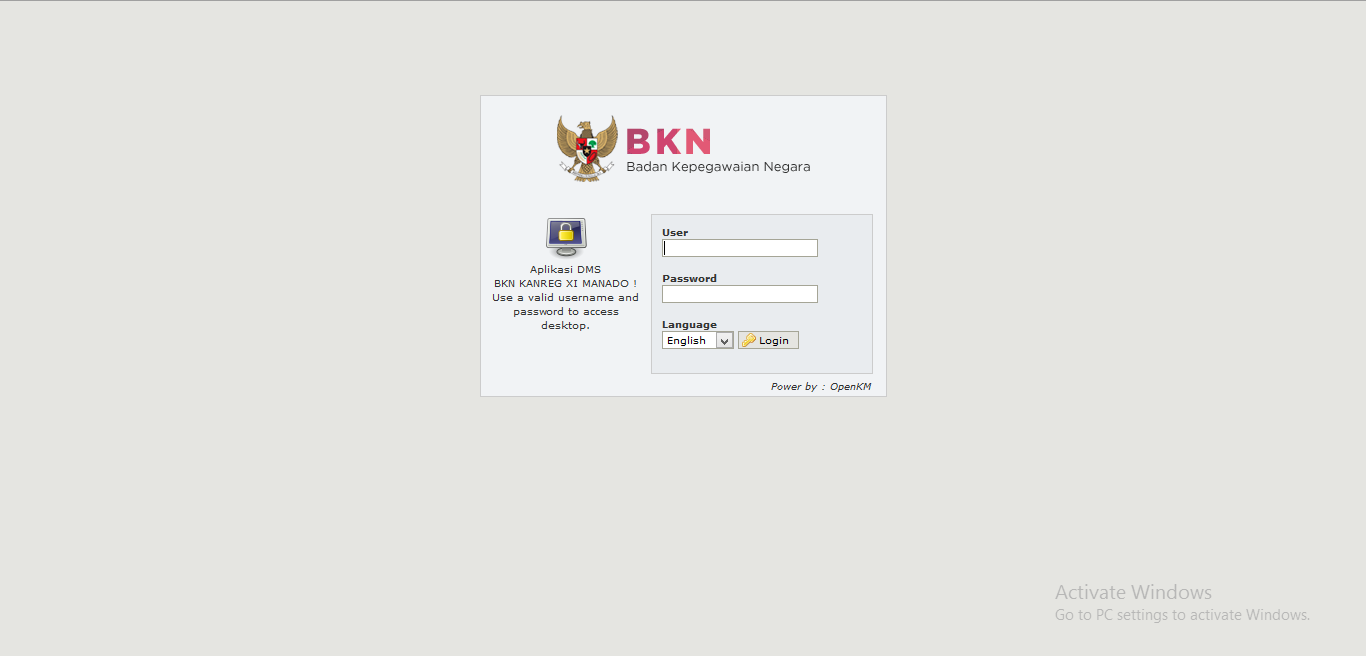 BKN
Badan Kepegawaian Negara
Aplikasi DMS
BKN KANREG XI MANADO !
Use a valid username and
password to access
desktop.
User
Password
Language
English
Login
Power by : OpenKM
Activate Windows
Go to PC settings to activate Windows.